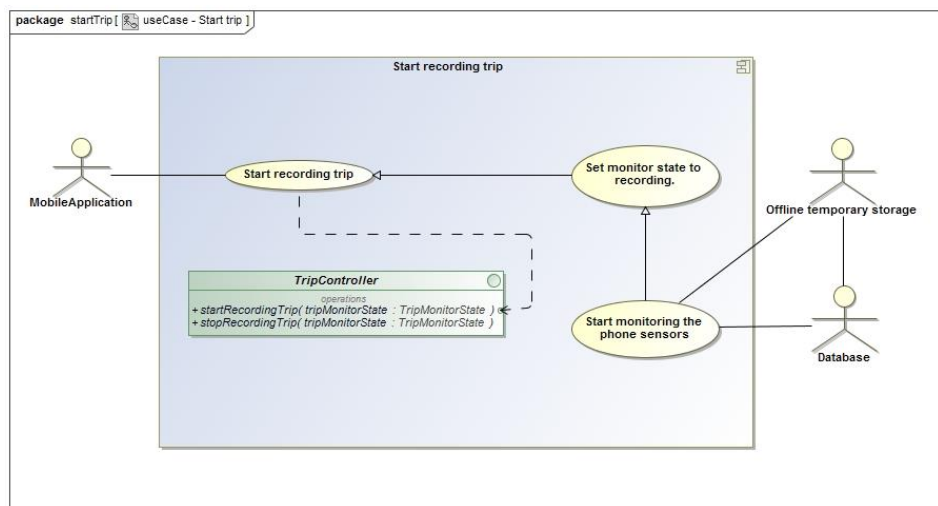 package startTrip[ useCase - Start trip ]
Start recording trip
MobileApplication
Start recording trip
Set monitor state to
recording.
Offline temporary storage
TripController
operations
+ startRecordingTrip( tripMonitorState : TripMonitorState )
+ stopRecordingTrip( tripMonitorState : TripMonitorState )
Start monitoring the
phone sensors
Database